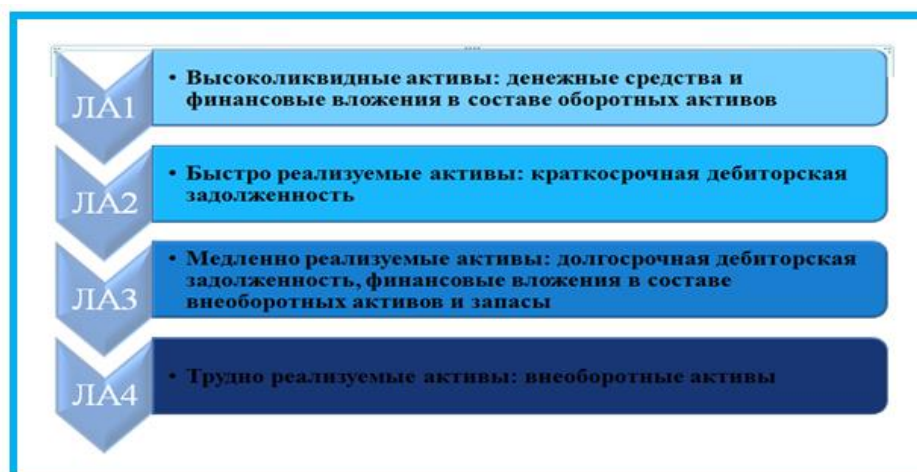 ЛА1
• Высоколиквидные активы: денежные средства и
финансовые вложения в составе оборотных активов
ЛА2
• Быстро реализуемые активы: краткосрочная дебиторская
задолженность
ЛА3
• Медленно реализуемые активы: долгосрочная дебиторская
задолженность, финансовые вложения в составе
внеоборотных активов и запасы
ЛА4
• Трудно реализуемые активы: внеоборотные активы